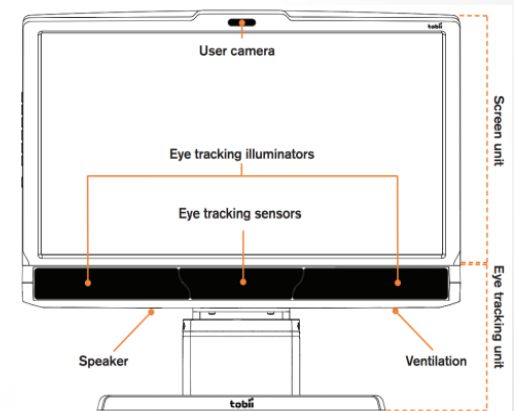 tobii
User camera
Screen unit
Eye tracking illuminators
Eye tracking sensors
Eye tracking unit
Speaker
Ventilation
tobii